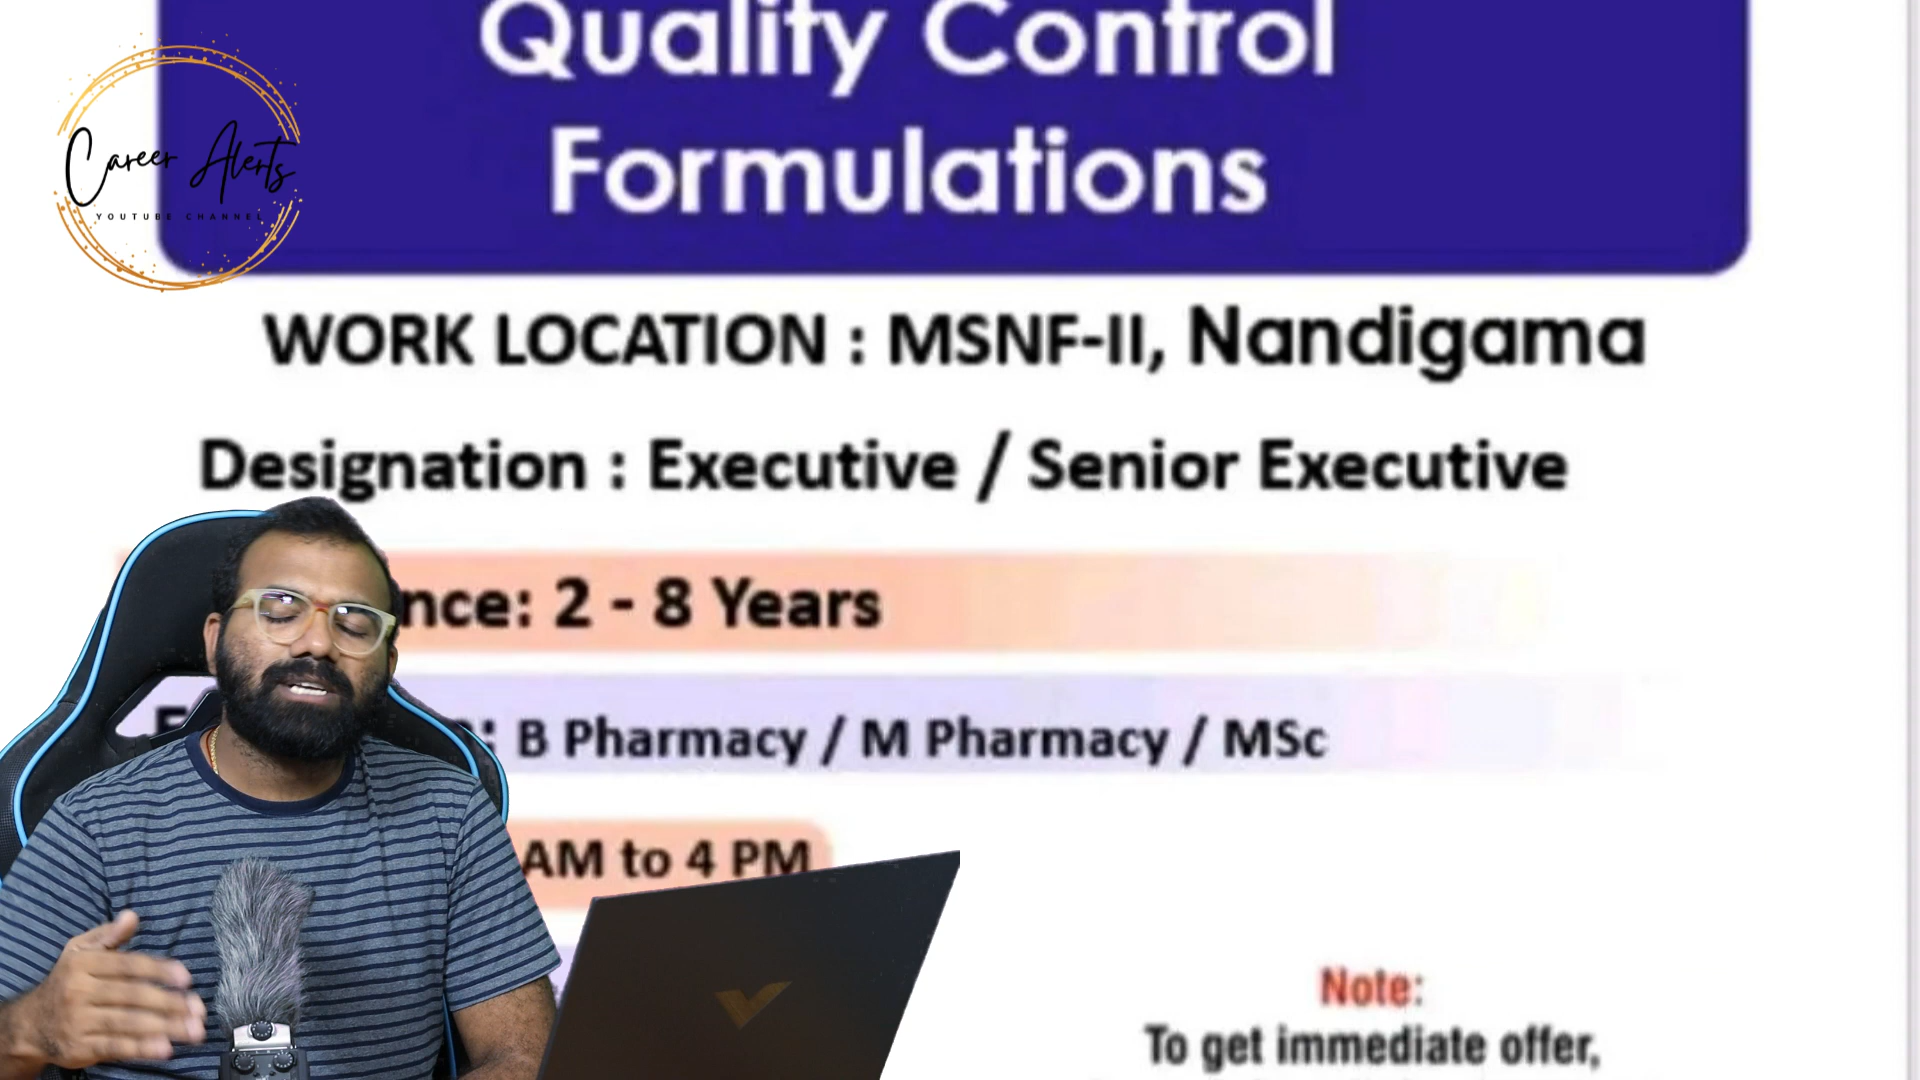 Quality Control
Formulations
Career Alerts
YOUTUBE CHANNEL
WORK LOCATION : MSNF-II, Nandigama
Designation : Executive / Senior Executive
nce: 2 - 8 Years
: B Pharmacy / M Pharmacy / MSc
AM to 4 PM
Note:
To get immediate offer,